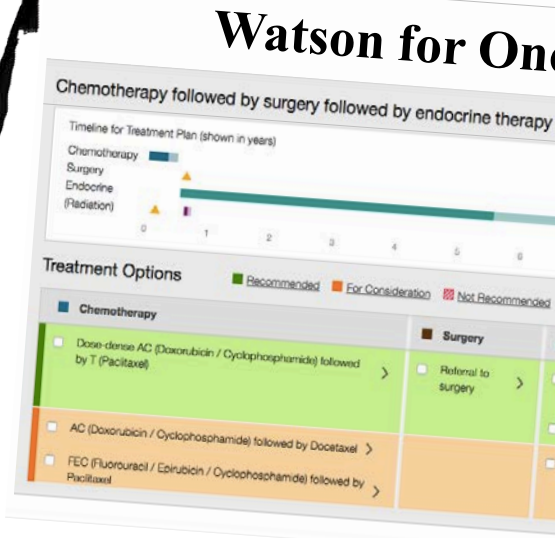 Watson for Onc
Chemotherapy followed by surgery followed by endocrine therapy
Timeline for Treatment Plan (shown in years)
Chemotherapy
Surgery
Endocrine
(Radiation)
0 1 2 3 4 5 6
Treatment Options
Recommended For Consideration Not Recommended
Chemotherapy Surgery
Dose-dense AC (Doxorubicin / Cyclophosphamide) followed
by T (Paclitaxel)
Referral to
surgery
AC (Doxorubicin / Cyclophosphamide) followed by Docetaxel
FEC (Fluorouracil / Epirubicin / Cyclophosphamide) followed by
Paclitaxel